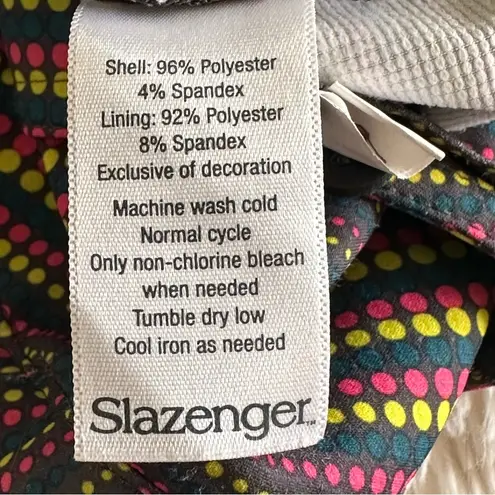 Shell: 96% Polyester
4% Spandex
Lining: 92% Polyester
8% Spandex
Exclusive of decoration
Machine wash cold
Normal cycle
Only non-chlorine bleach
when needed
Tumble dry low
Cool iron as needed
Slazenger™